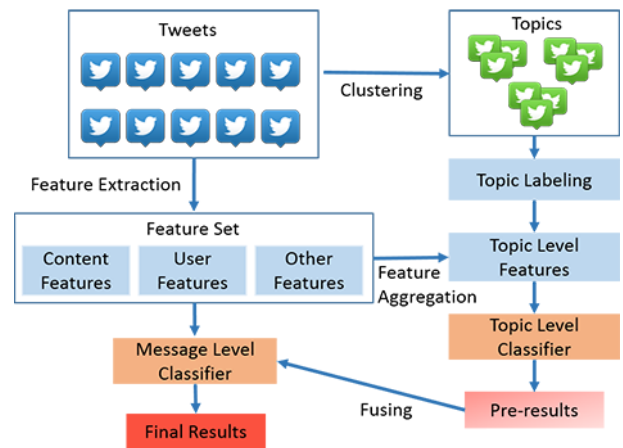 Tweets
Topics
Clustering
Feature Extraction
Topic Labeling
Feature Set
Content
Features
User
Features
Other
Features
Feature
Aggregation
Topic Level
Features
Message Level
Classifier
Topic Level
Classifier
Fusing
Pre-results
Final Results